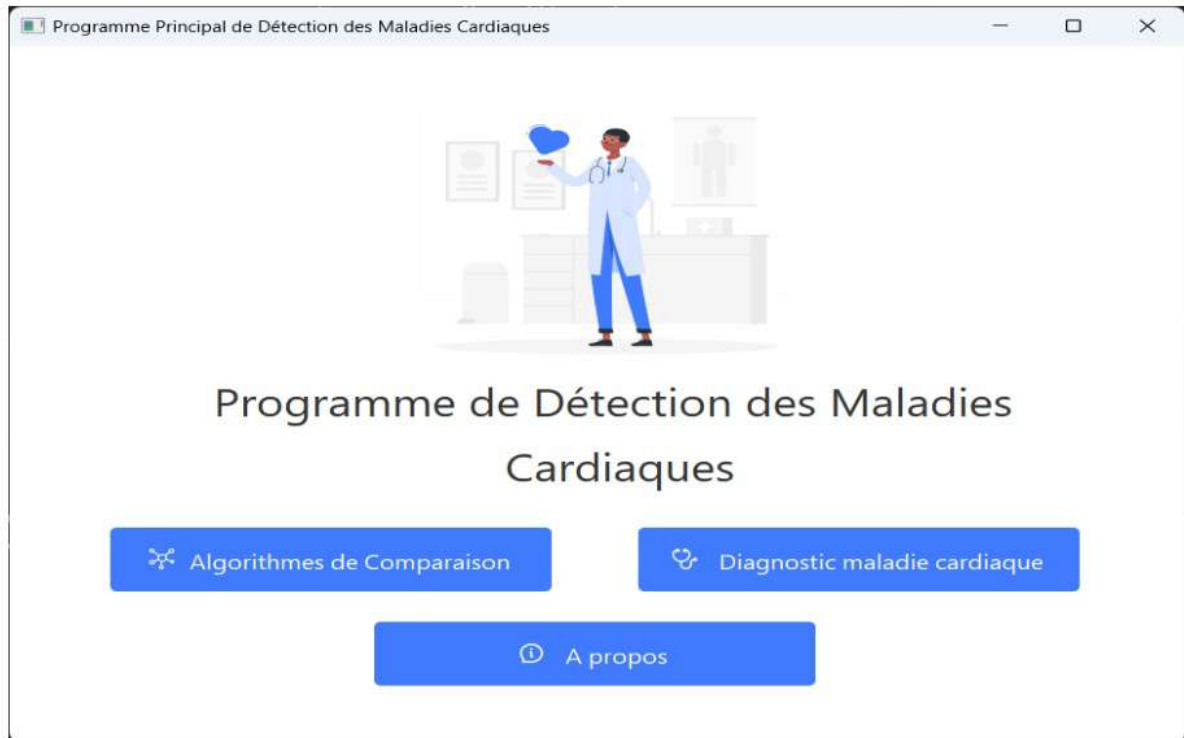 Programme Principal de Détection des Maladies Cardiaques
Programme de Détection des Maladies
Cardiaques
Algorithmes de Comparaison
Diagnostic maladie cardiaque
A propos